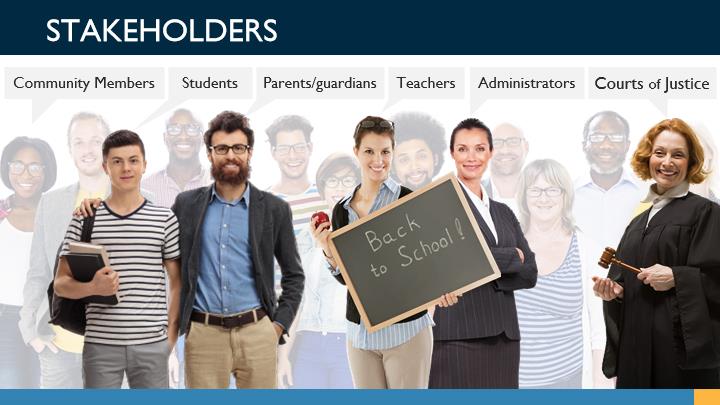 STAKEHOLDERS
Community Members
Students
Parents/guardians
Teachers
Administrators
Courts of Justice
Back
to School!